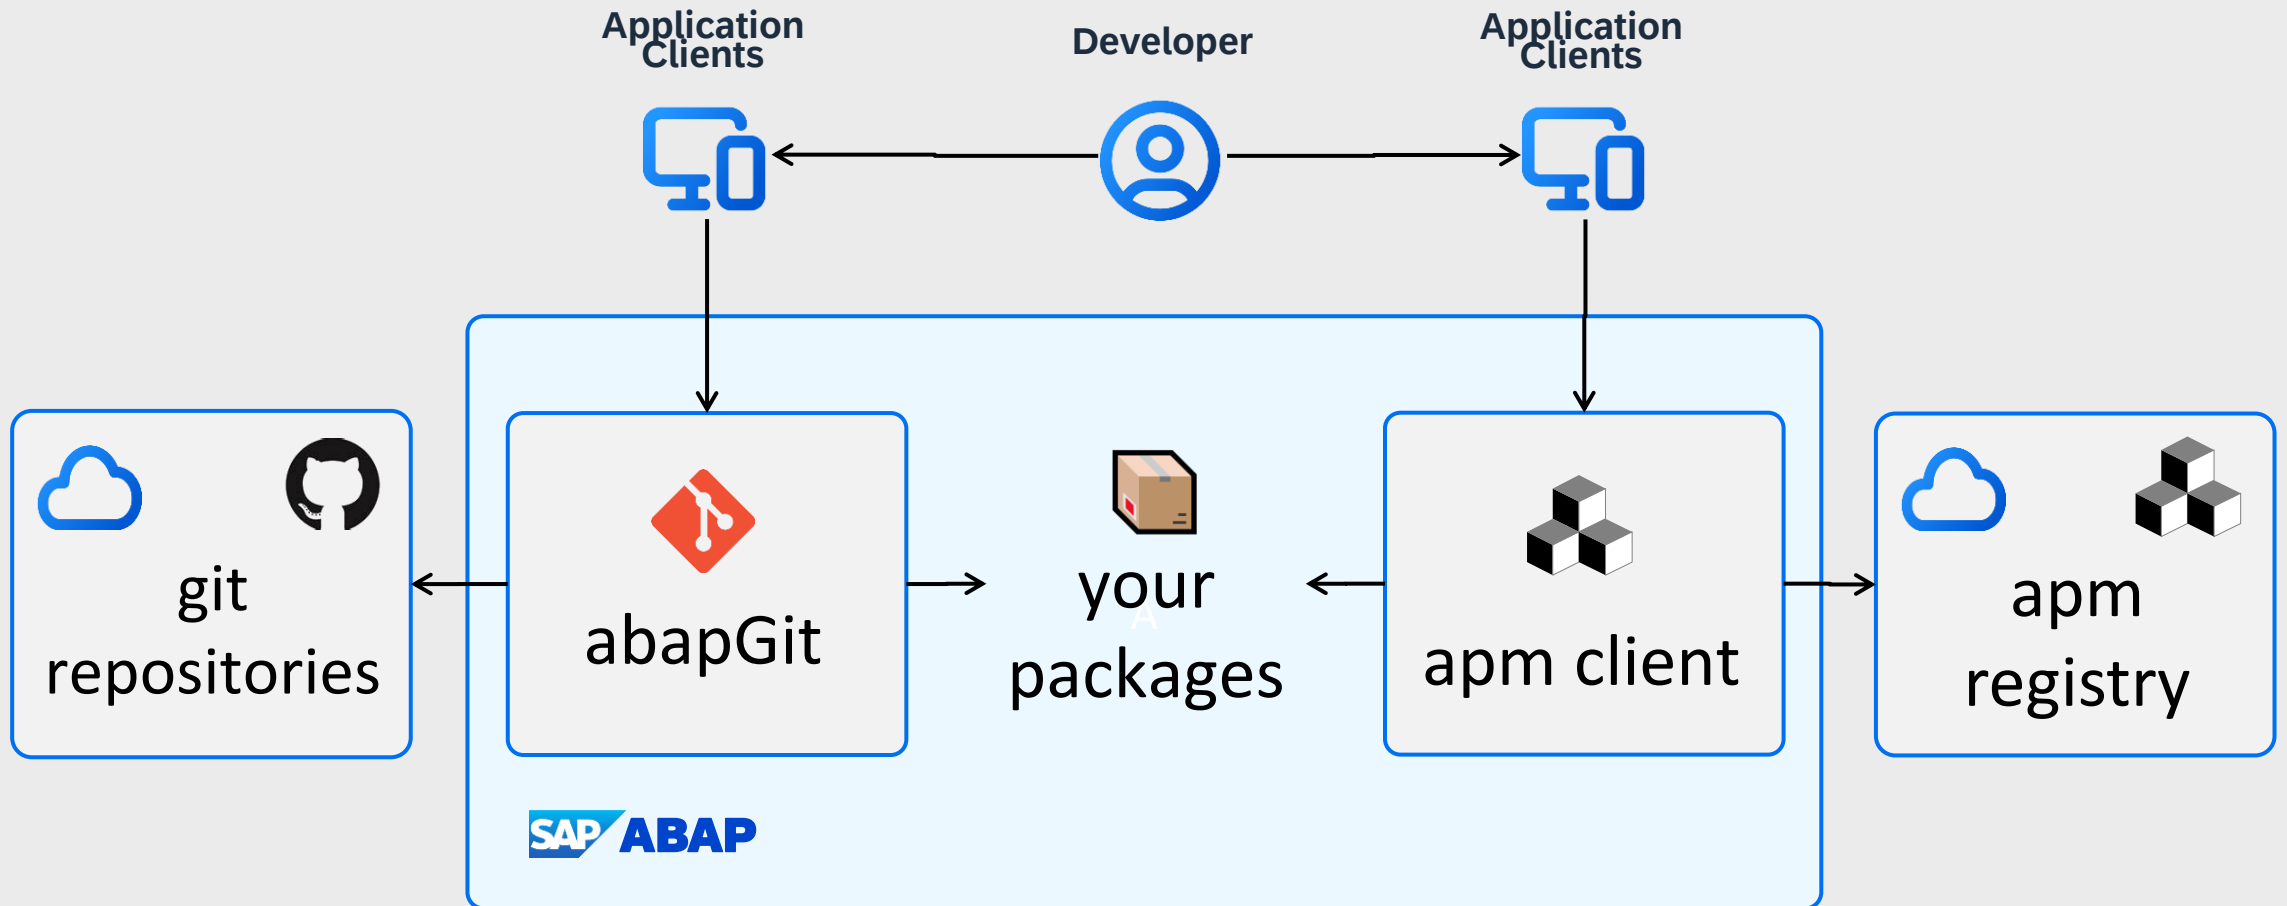 Application
Clients
Developer
Application
Clients
git
repositories
abapGit
your
A
packages
apm client
apm
registry
SAP ABAP